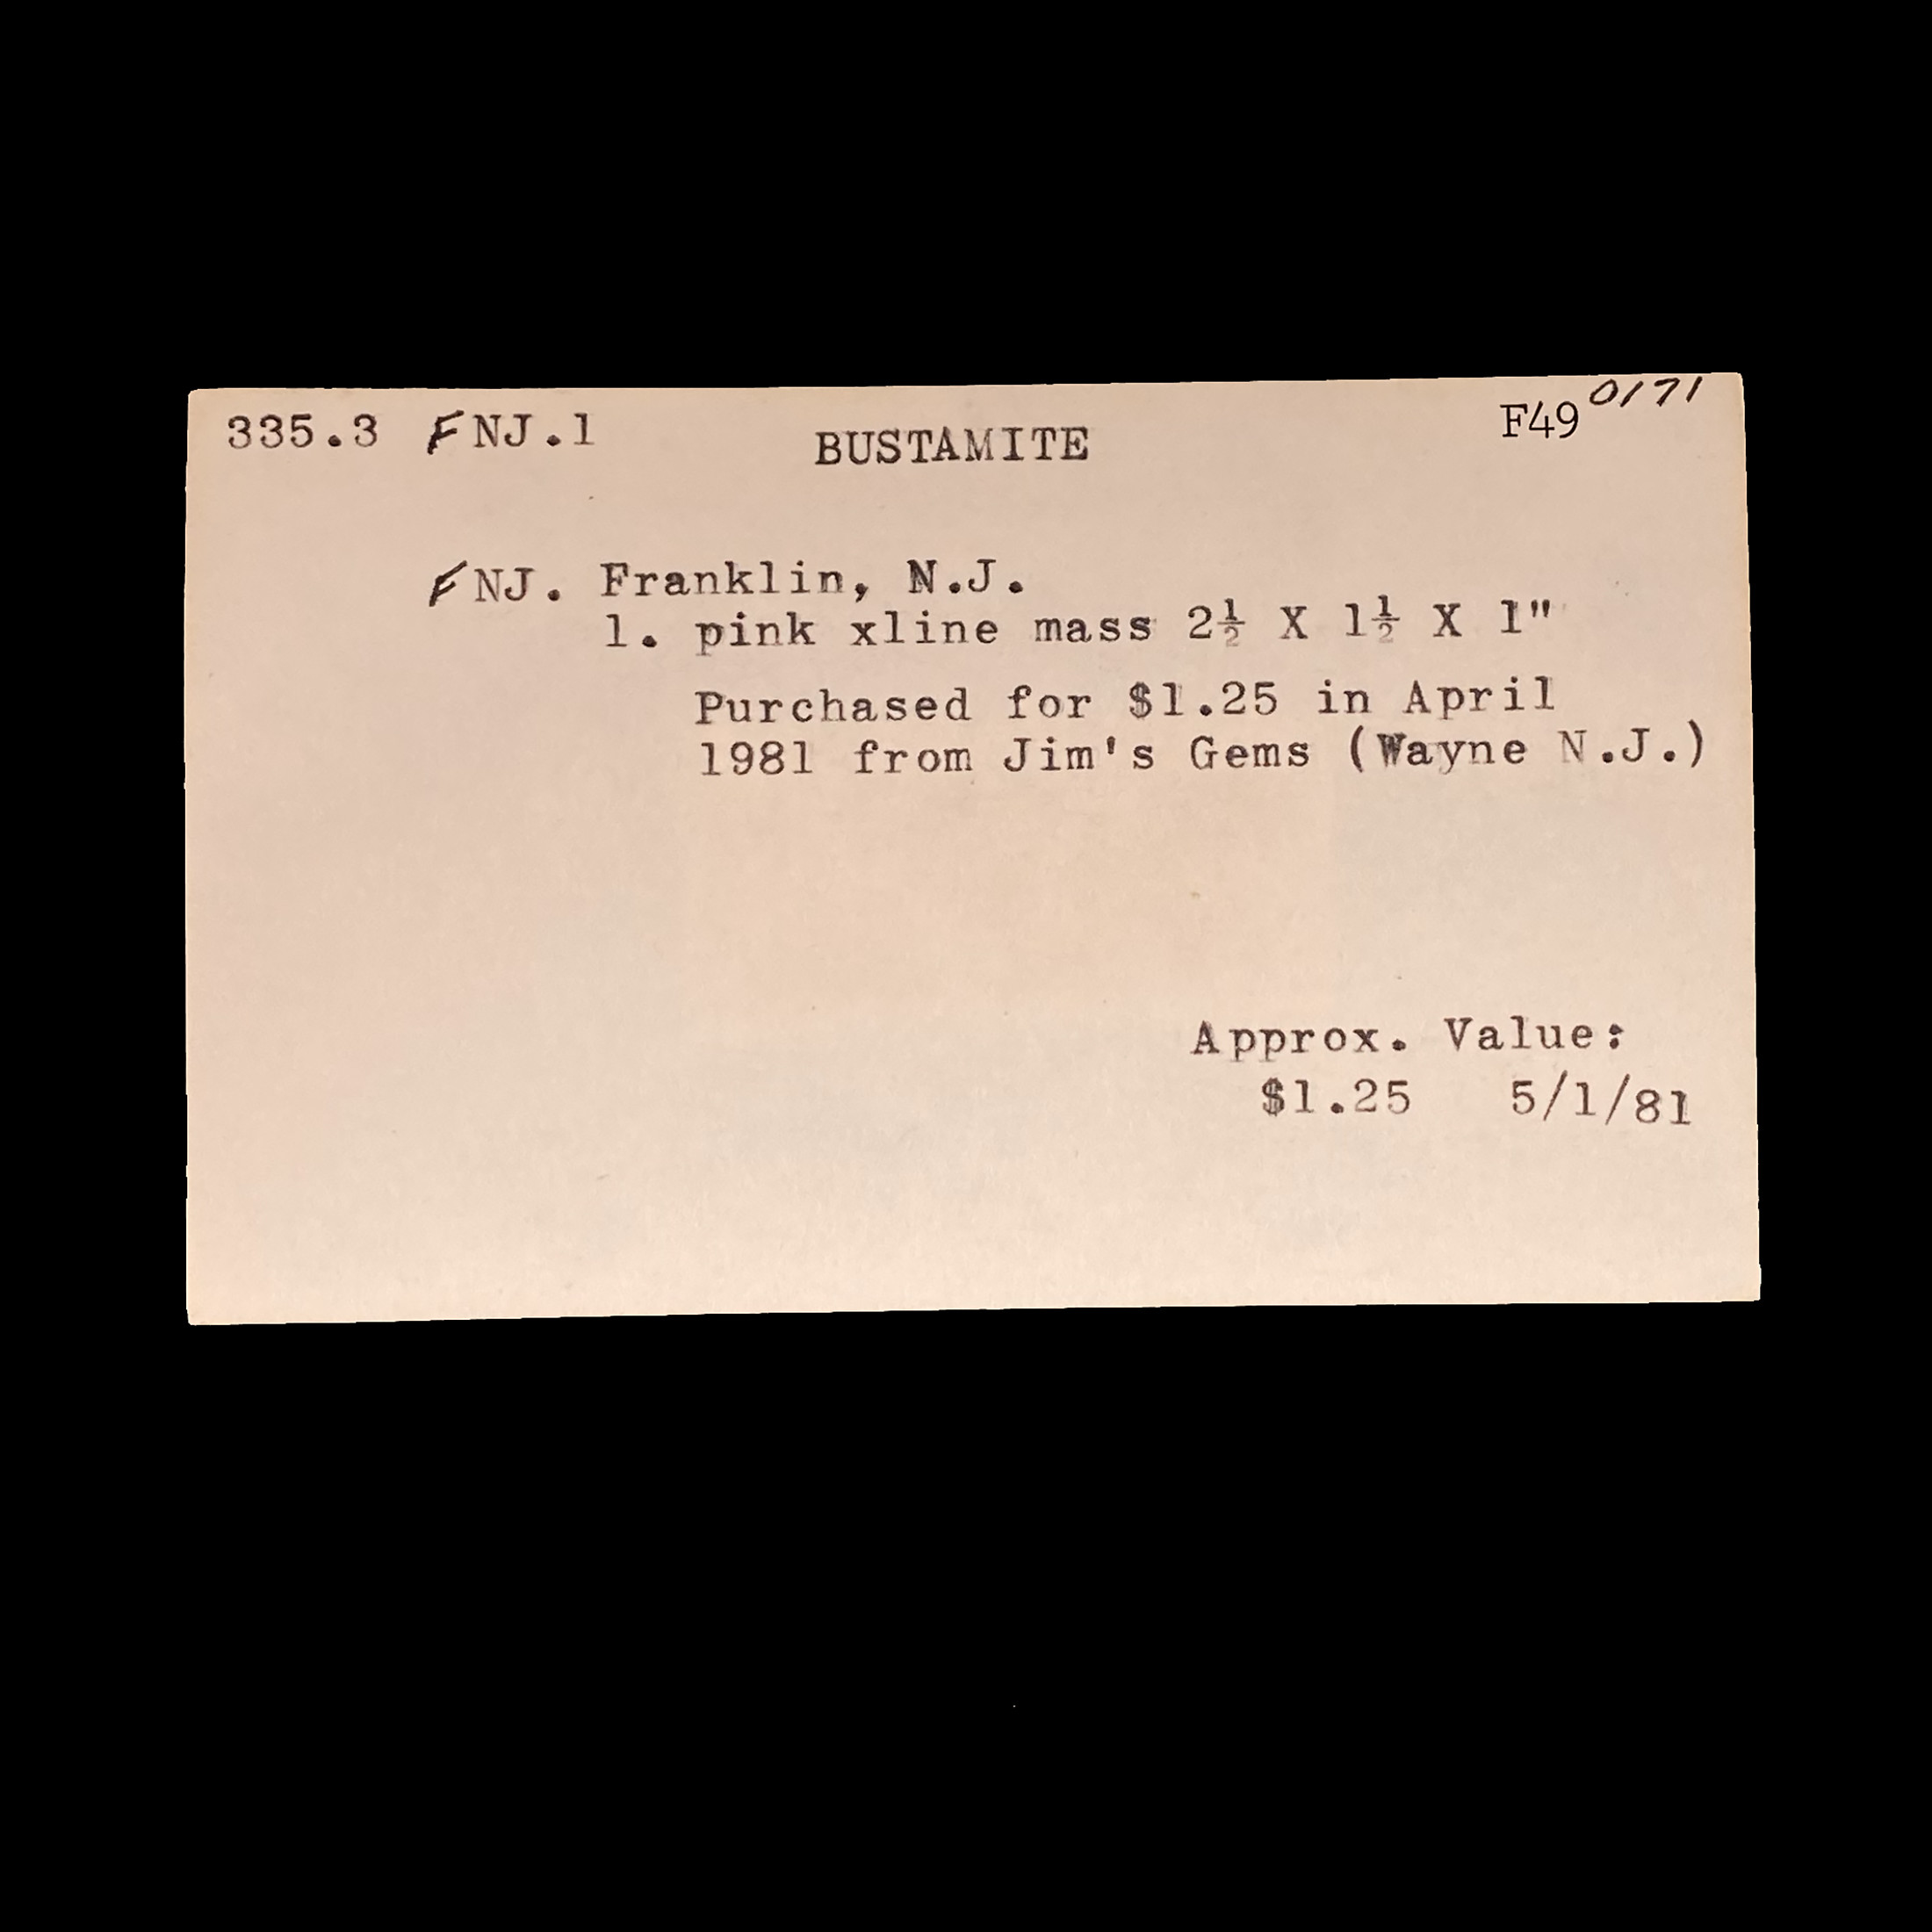 335.3 FNJ.1 BUSTAMITE F49 0171
FNJ. Franklin, N.J.
1. pink xline mass 2½ X 1½ X 1"
Purchased for $1.25 in April
1981 from Jim's Gems (Wayne N.J.)
Approx. Value:
$1.25 5/1/81